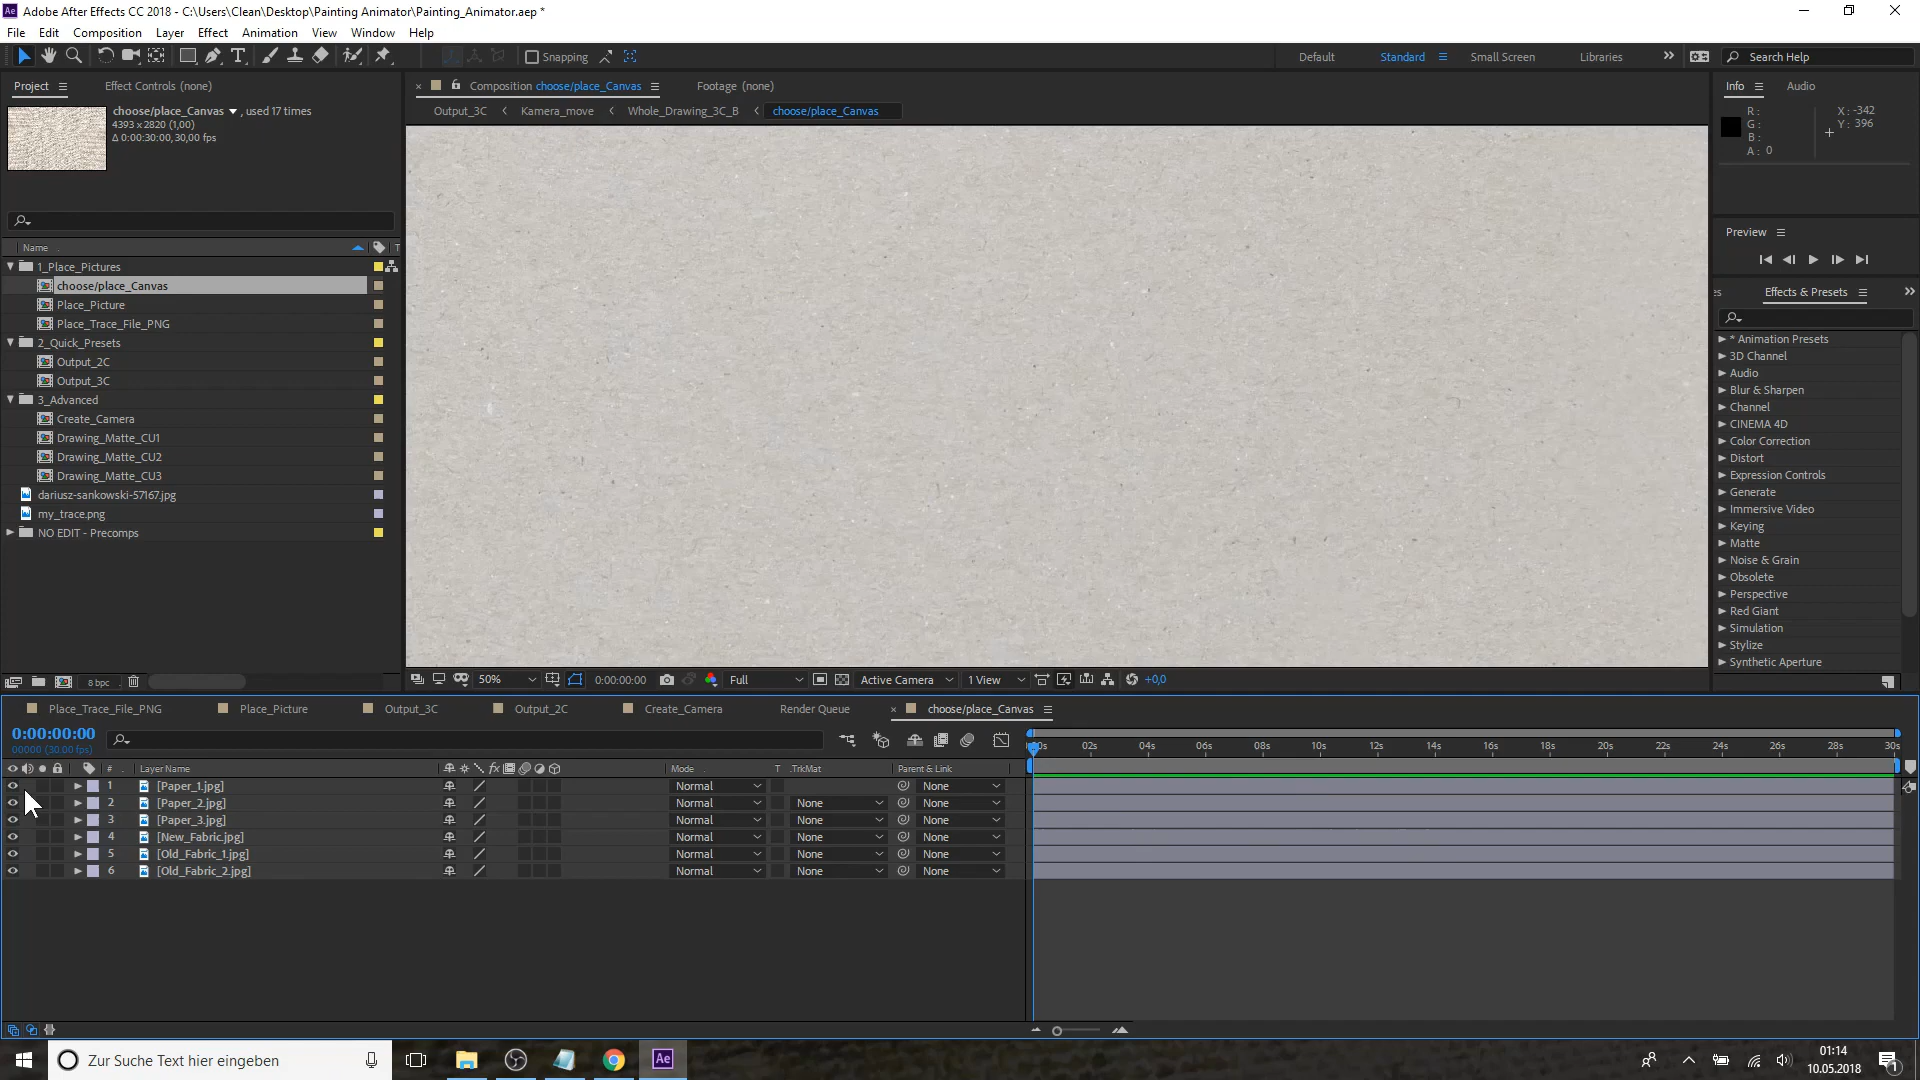 Adobe After Effects CC 2018 - C:\Users\Clean\Desktop\Painting Animator\Painting_Animator.aep *
File Edit Composition Layer Effect Animation View Window Help
Snapping
Default Standard Small Screen Libraries Search Help
Project Effect Controls (none)
Composition choose/place_Canvas Footage (none)
Info Audio
choose/place_Canvas , used 17 times
4393 x 2820 (1,00)
Δ 0:00:30:00, 30,00 fps
Output_3C Kamera_move Whole_Drawing_3C_B choose/place_Canvas
R :
G :
B :
A : 0
X : -342
Y : 396
Preview
Effects & Presets
Name
1_Place_Pictures
choose/place_Canvas
Place_Picture
Place_Trace_File_PNG
2_Quick_Presets
Output_2C
Output_3C
3_Advanced
Create_Camera
Drawing_Matte_CU1
Drawing_Matte_CU2
Drawing_Matte_CU3
dariusz-sankowski-57167.jpg
my_trace.png
NO EDIT - Precomps
* Animation Presets
3D Channel
Audio
Blur & Sharpen
Channel
CINEMA 4D
Color Correction
Distort
Expression Controls
Generate
Immersive Video
Keying
Matte
Noise & Grain
Obsolete
Perspective
Red Giant
Simulation
Stylize
Synthetic Aperture
8 bpc
50% 0:00:00:00 Full Active Camera 1 View +0,0
Place_Trace_File_PNG Place_Picture Output_3C Output_2C Create_Camera Render Queue choose/place_Canvas
0:00:00:00
00000 (30.00 fps)
02s 04s 06s 08s 10s 12s 14s 16s 18s 20s 22s 24s 26s 28s 30s
# Layer Name Mode T .TrkMat Parent & Link
1 [Paper_1.jpg] Normal None
2 [Paper_2.jpg] Normal None None
3 [Paper_3.jpg] Normal None None
4 [New_Fabric.jpg] Normal None None
5 [Old_Fabric_1.jpg] Normal None None
6 [Old_Fabric_2.jpg] Normal None None
Zur Suche Text hier eingeben
Ae
01:14
10.05.2018
1